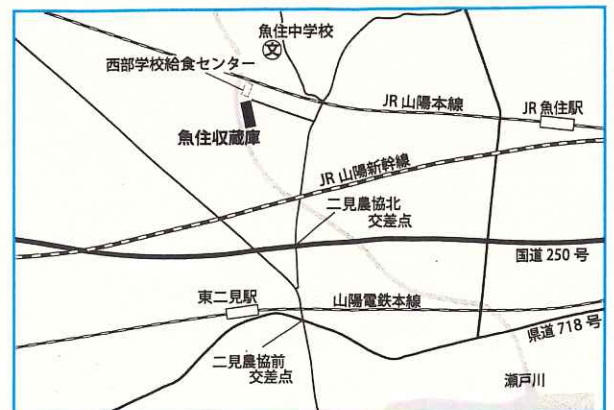 魚住中学校
文
西部学校給食センター
JR 山陽本線
JR 魚住駅
魚住収蔵庫
JR 山陽新幹線
二見農協北
交差点
国道 250 号
東二見駅
山陽電鉄本線
県道 718 号
二見農協前
交差点
瀬戸川